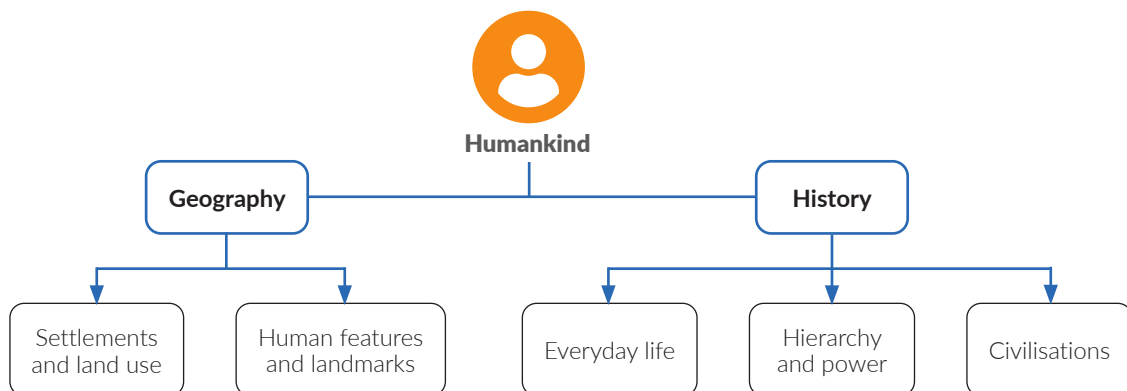 Humankind
Geography
History
Settlements
and land use
Human features
and landmarks
Everyday life
Hierarchy
and power
Civilisations